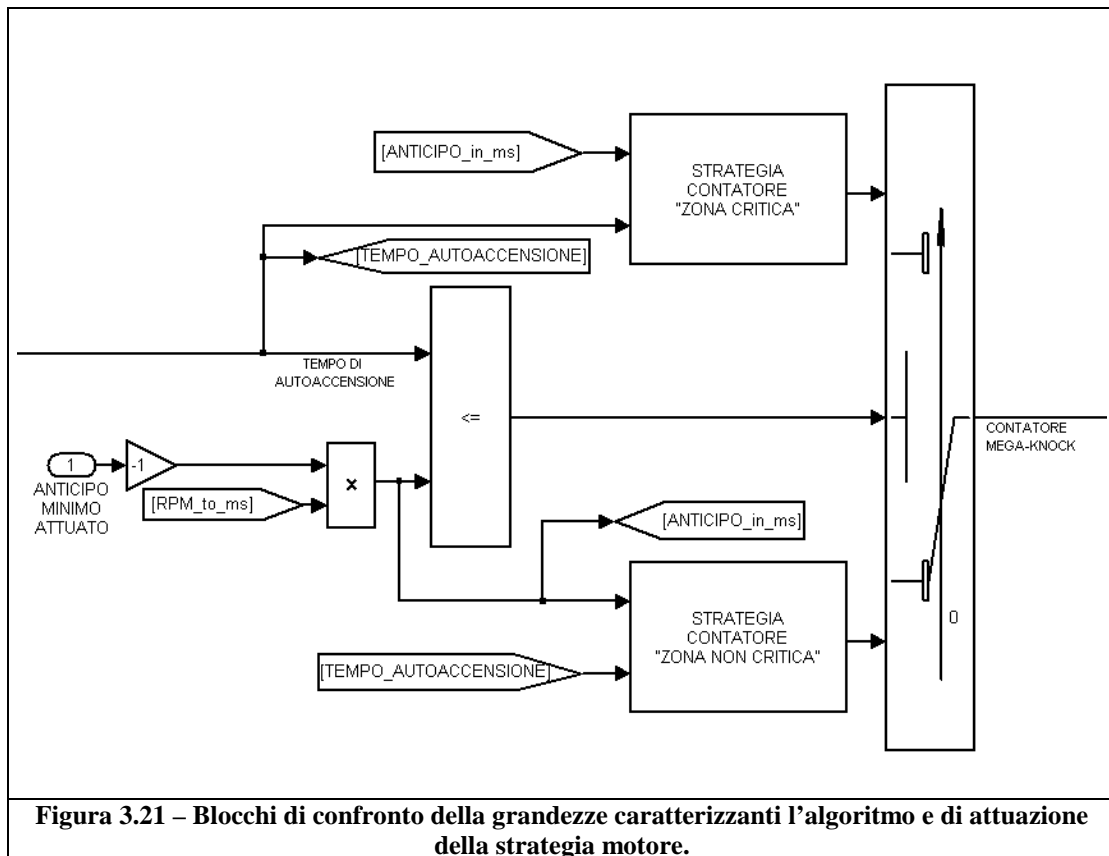 [ANTICIPO_in_ms]
STRATEGIA
CONTATORE
"ZONA CRITICA"
[TEMPO_AUTOACCENSIONE]
TEMPO DI
AUTOACCENSIONE
<=
1
-1
ANTICIPO
MINIMO
ATTUATO
[RPM_to_ms]
x
CONTATORE
MEGA-KNOCK
[ANTICIPO_in_ms]
STRATEGIA
CONTATORE
"ZONA NON CRITICA"
0
[TEMPO_AUTOACCENSIONE]
Figura 3.21 – Blocchi di confronto della grandezze caratterizzanti l'algoritmo e di attuazione
della strategia motore.